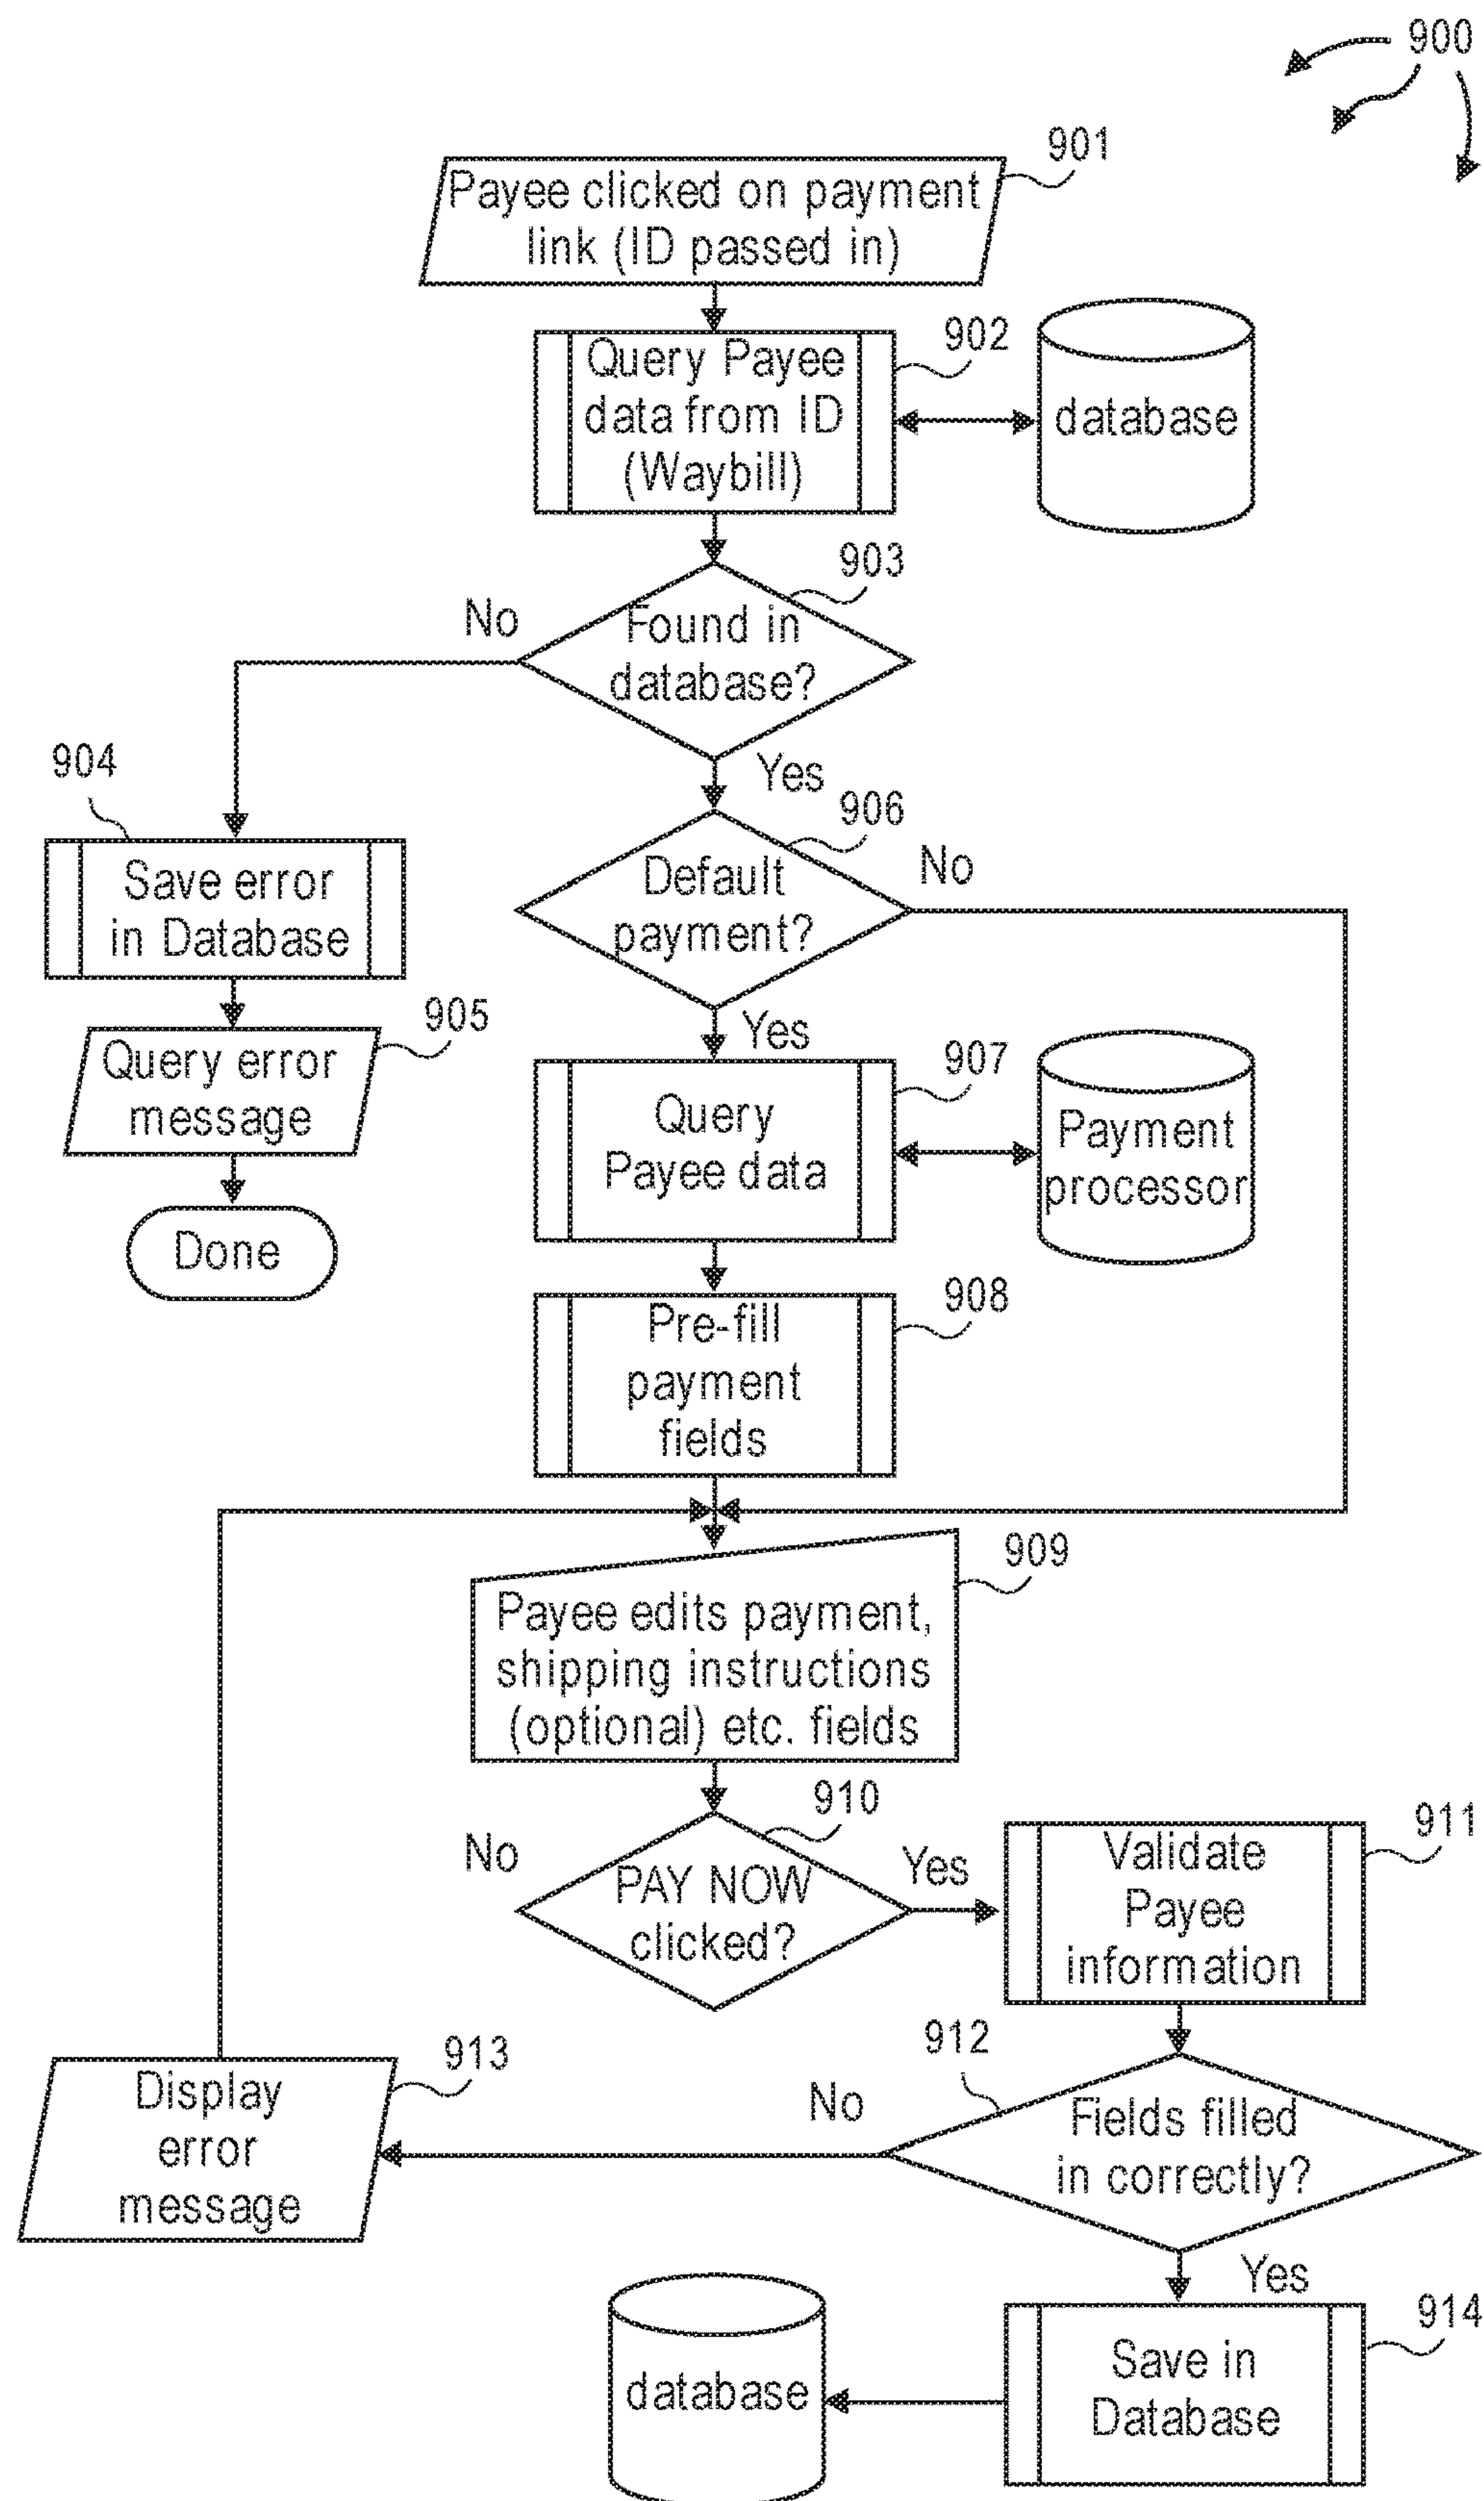 900
901
Payee clicked on payment
link (ID passed in)
902
Query Payee
data from ID
(Waybill)
database
903
No
Found in
database?
Yes
904
Save error
in Database
906
Default
payment?
No
905
Query error
message
Yes
907
Query
Payee data
Payment
processor
Done
908
Pre-fill
payment
fields
909
Payee edits payment,
shipping instructions
(optional) etc. fields
910
No
PAY NOW
clicked?
Yes
911
Validate
Payee
information
912
913
Display
error
message
No
Fields filled
in correctly?
Yes
914
database
Save in
Database